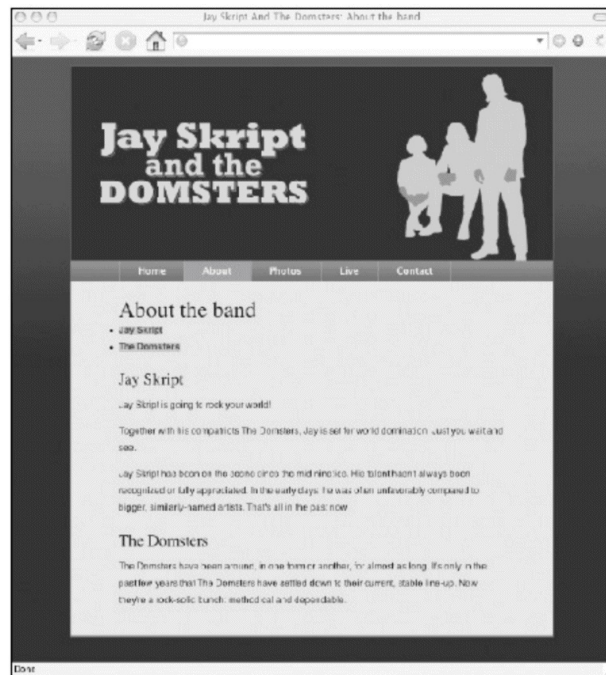 Jay Skript And The Domsters: About the band
Jay Skript
and the
DOMSTERS
Home About Photos Live Contact
About the band
Jay Skript
The Domsters
Jay Skript
Jay Skript is going to rock your world!
Together with his compatriots The Domsters, Jay is set for world domination. Just you wait and
see.
Jay Skript has been on the scene since the mid nineties. His talent hasn't always been
recognized or fully appreciated. In the early days, he was often unfavorably compared to
bigger, similarly-named artists. That's all in the past now.
The Domsters
The Domsters have been around, in one form or another, for almost as long. It's only in the
past few years that The Domsters have settled down to their current, stable line-up. Now
they're a rock-solid bunch: methodical and dependable.
Done